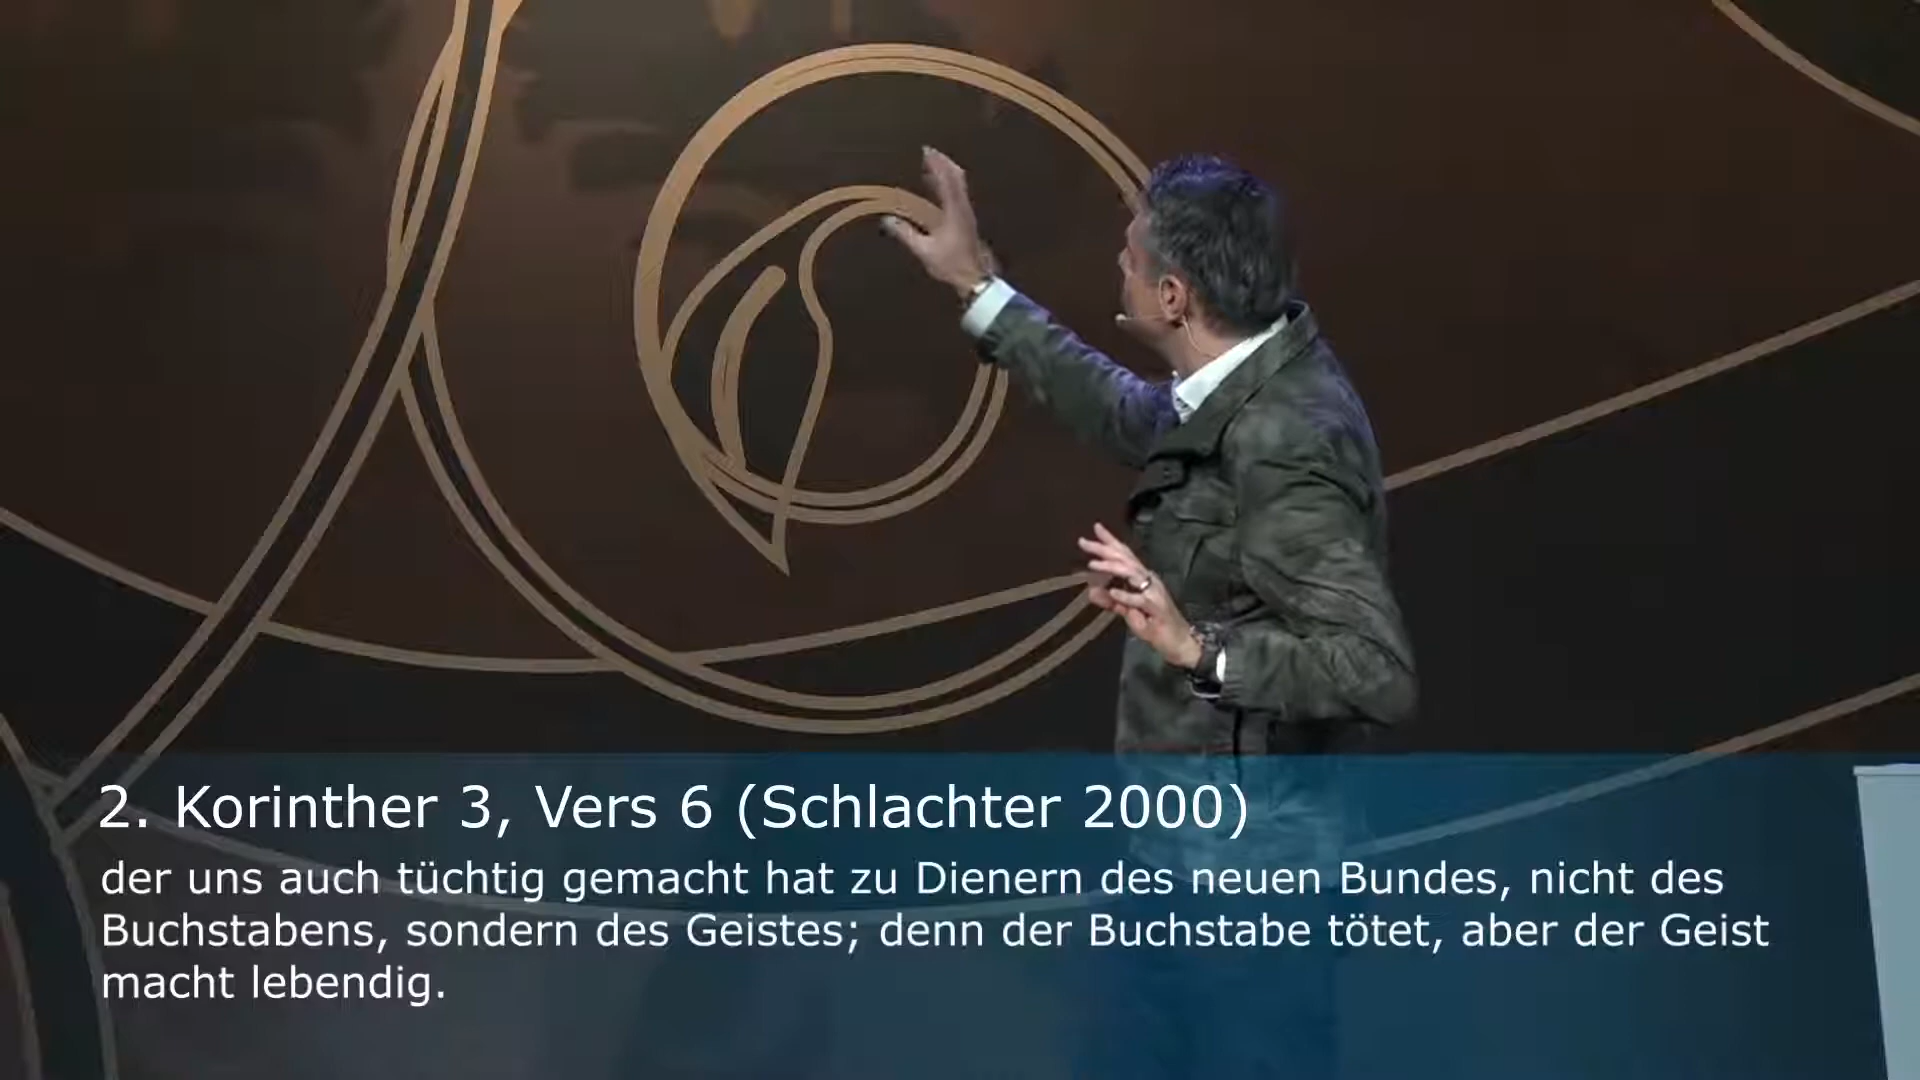 2. Korinther 3, Vers 6 (Schlachter 2000)
der uns auch tüchtig gemacht hat zu Dienern des neuen Bundes, nicht des
Buchstabens, sondern des Geistes; denn der Buchstabe tötet, aber der Geist
macht lebendig.